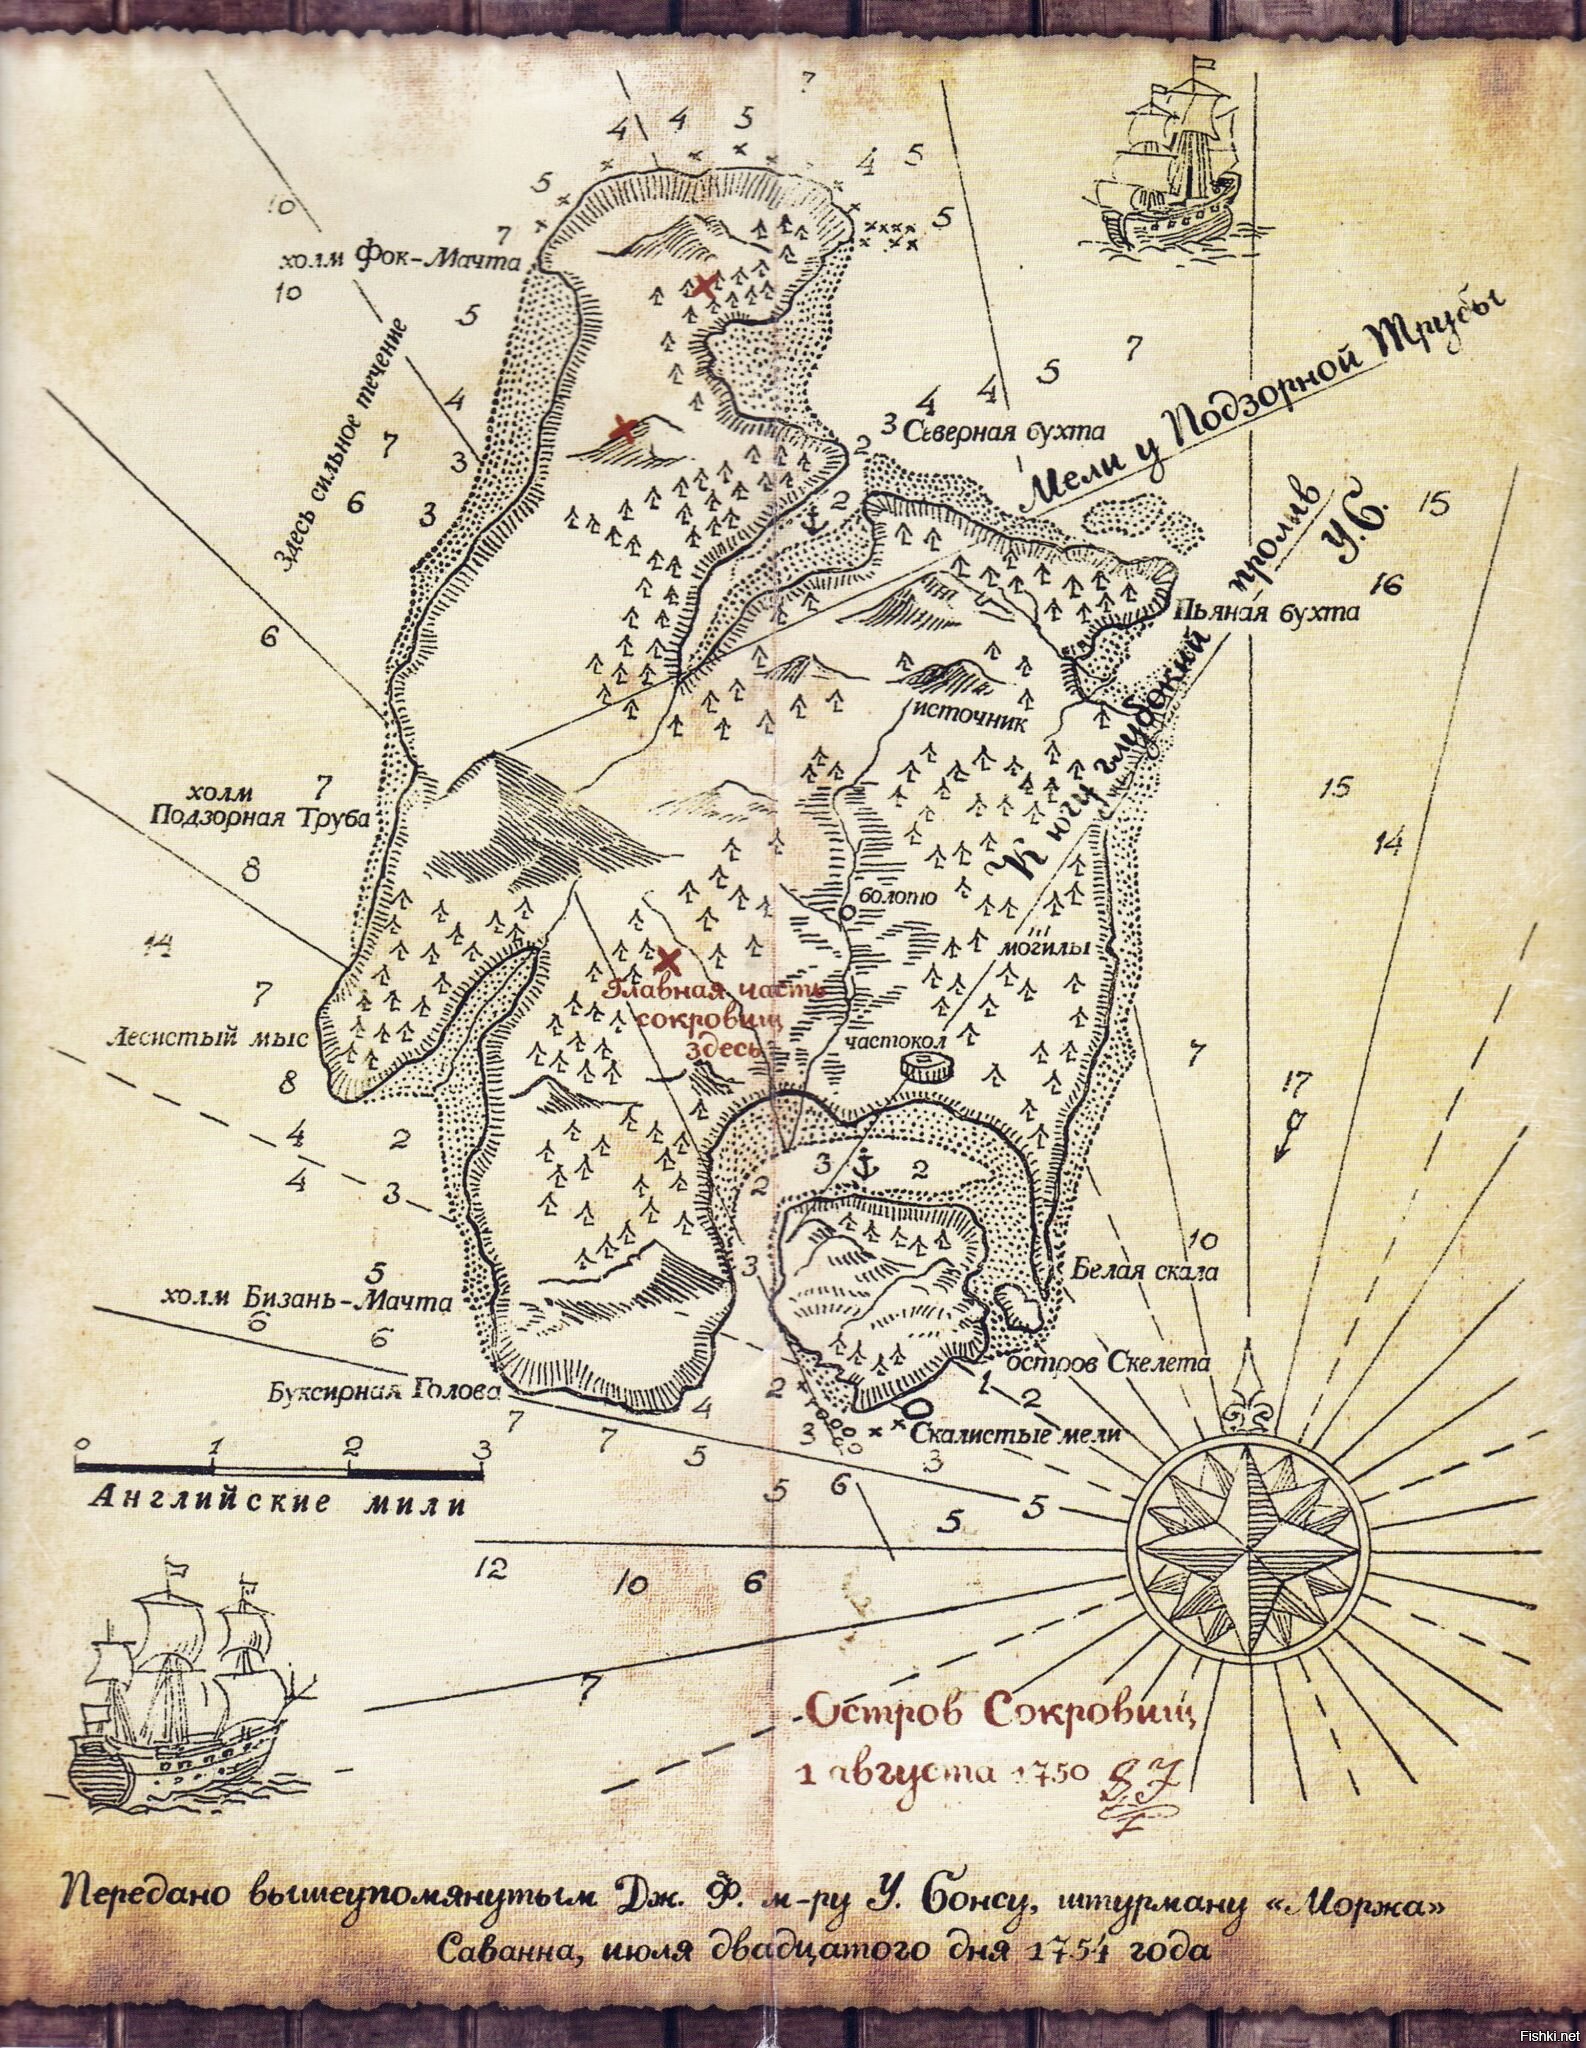 7
4 4 5
5 4 5
10 7 5
холм Фок-Мачта
10
5
7
Мели у Подзорной Трубы
Здесь сильное течение
4 4 4 5
3 Северная бухта
7 3 2
6 3 2
пролив
У.Б.
15
16
Пьяная бухта
6
К югу глубокий
источник
холм 7
Подзорная Труба
15
14
8
болото
14
могилы
7
Главная часть
сокровищ
здесь
Лесистый мыс
частокол
7
8
17
4 2
4 3
3 2
2
10
5
3
Белая скала
холм Бизань-Мачта
6 6
остров Скелета
Буксирная Голова
2 1 2
7 7 4
3 Скалистые мели
5 3
0 1 2 3
Английские мили
5 6
5 5
12 10 6
7
Остров Сокровищ
1 августа 1750
Передано вышеупомянутым Дж. Ф. м-ру У. Бонсу, штурману «Моржа»
Саванна, июля двадцатого дня 1754 года
Fishki.net